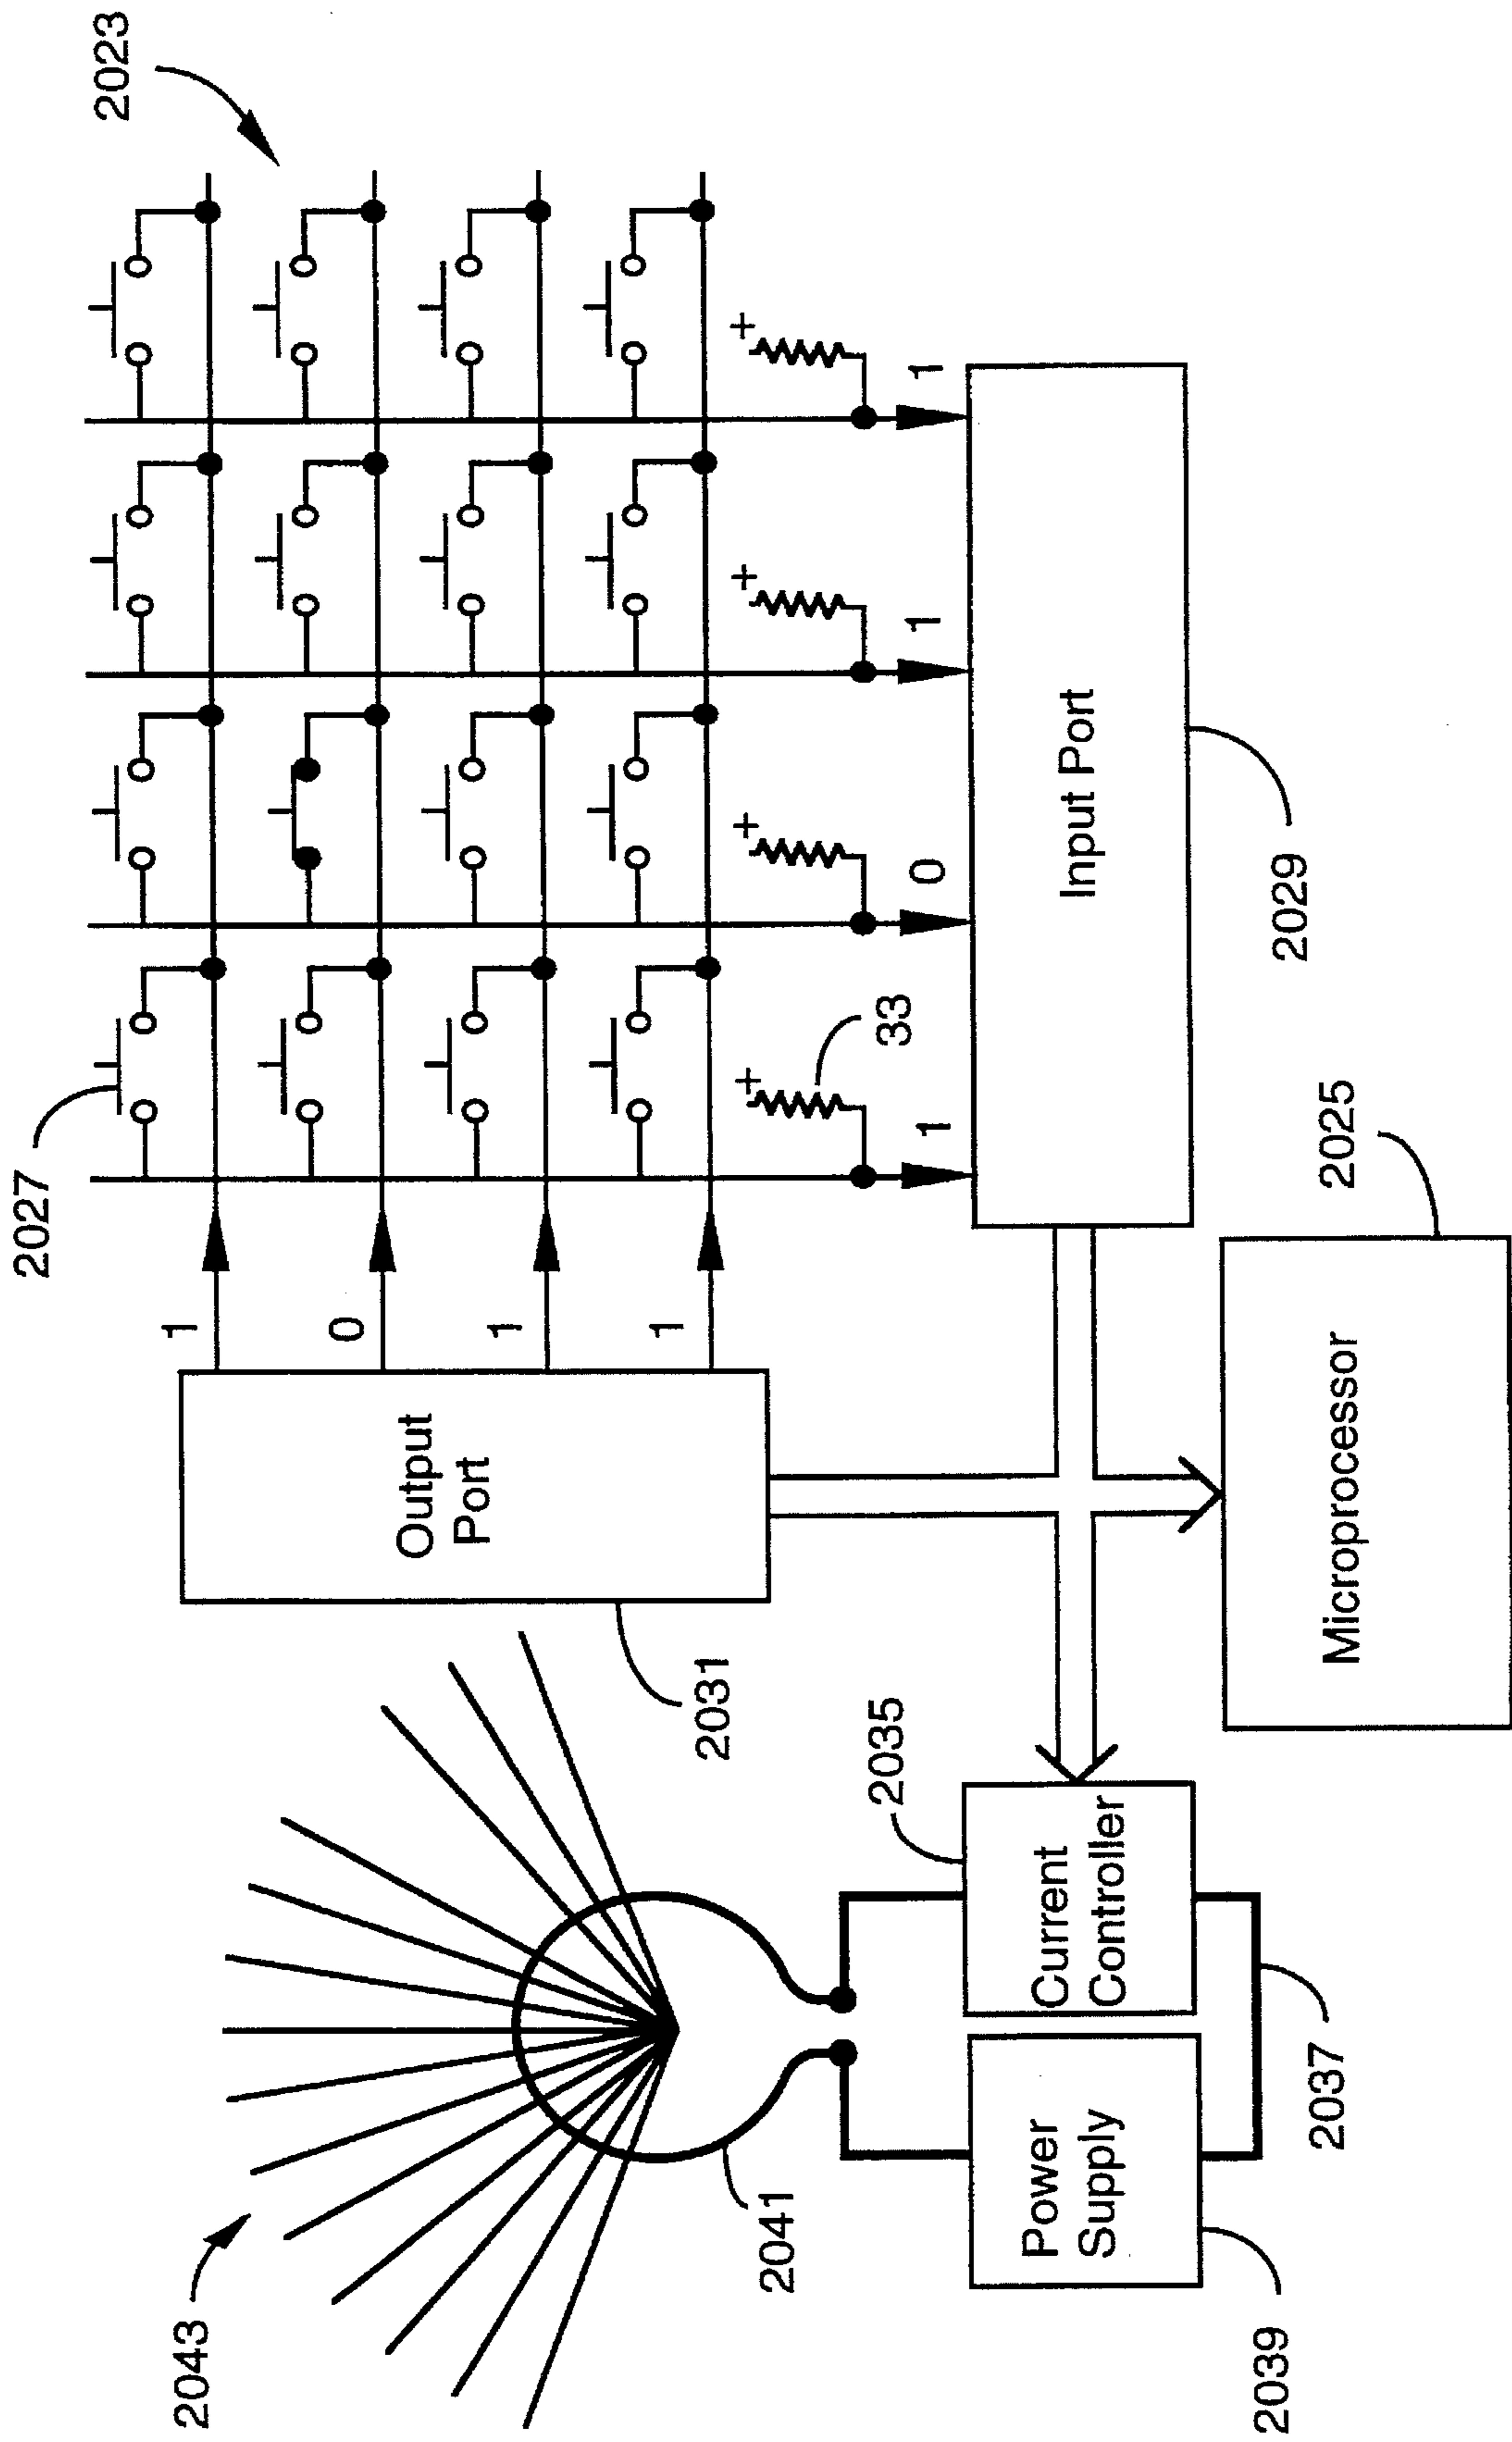 2023
2027
1
0
1
1
Output
Port
33
1
0
1
1
+
+
+
+
Input Port
2029
2025
Microprocessor
2031
2043
2041
2035
Current
Controller
Power
Supply
2037
2039